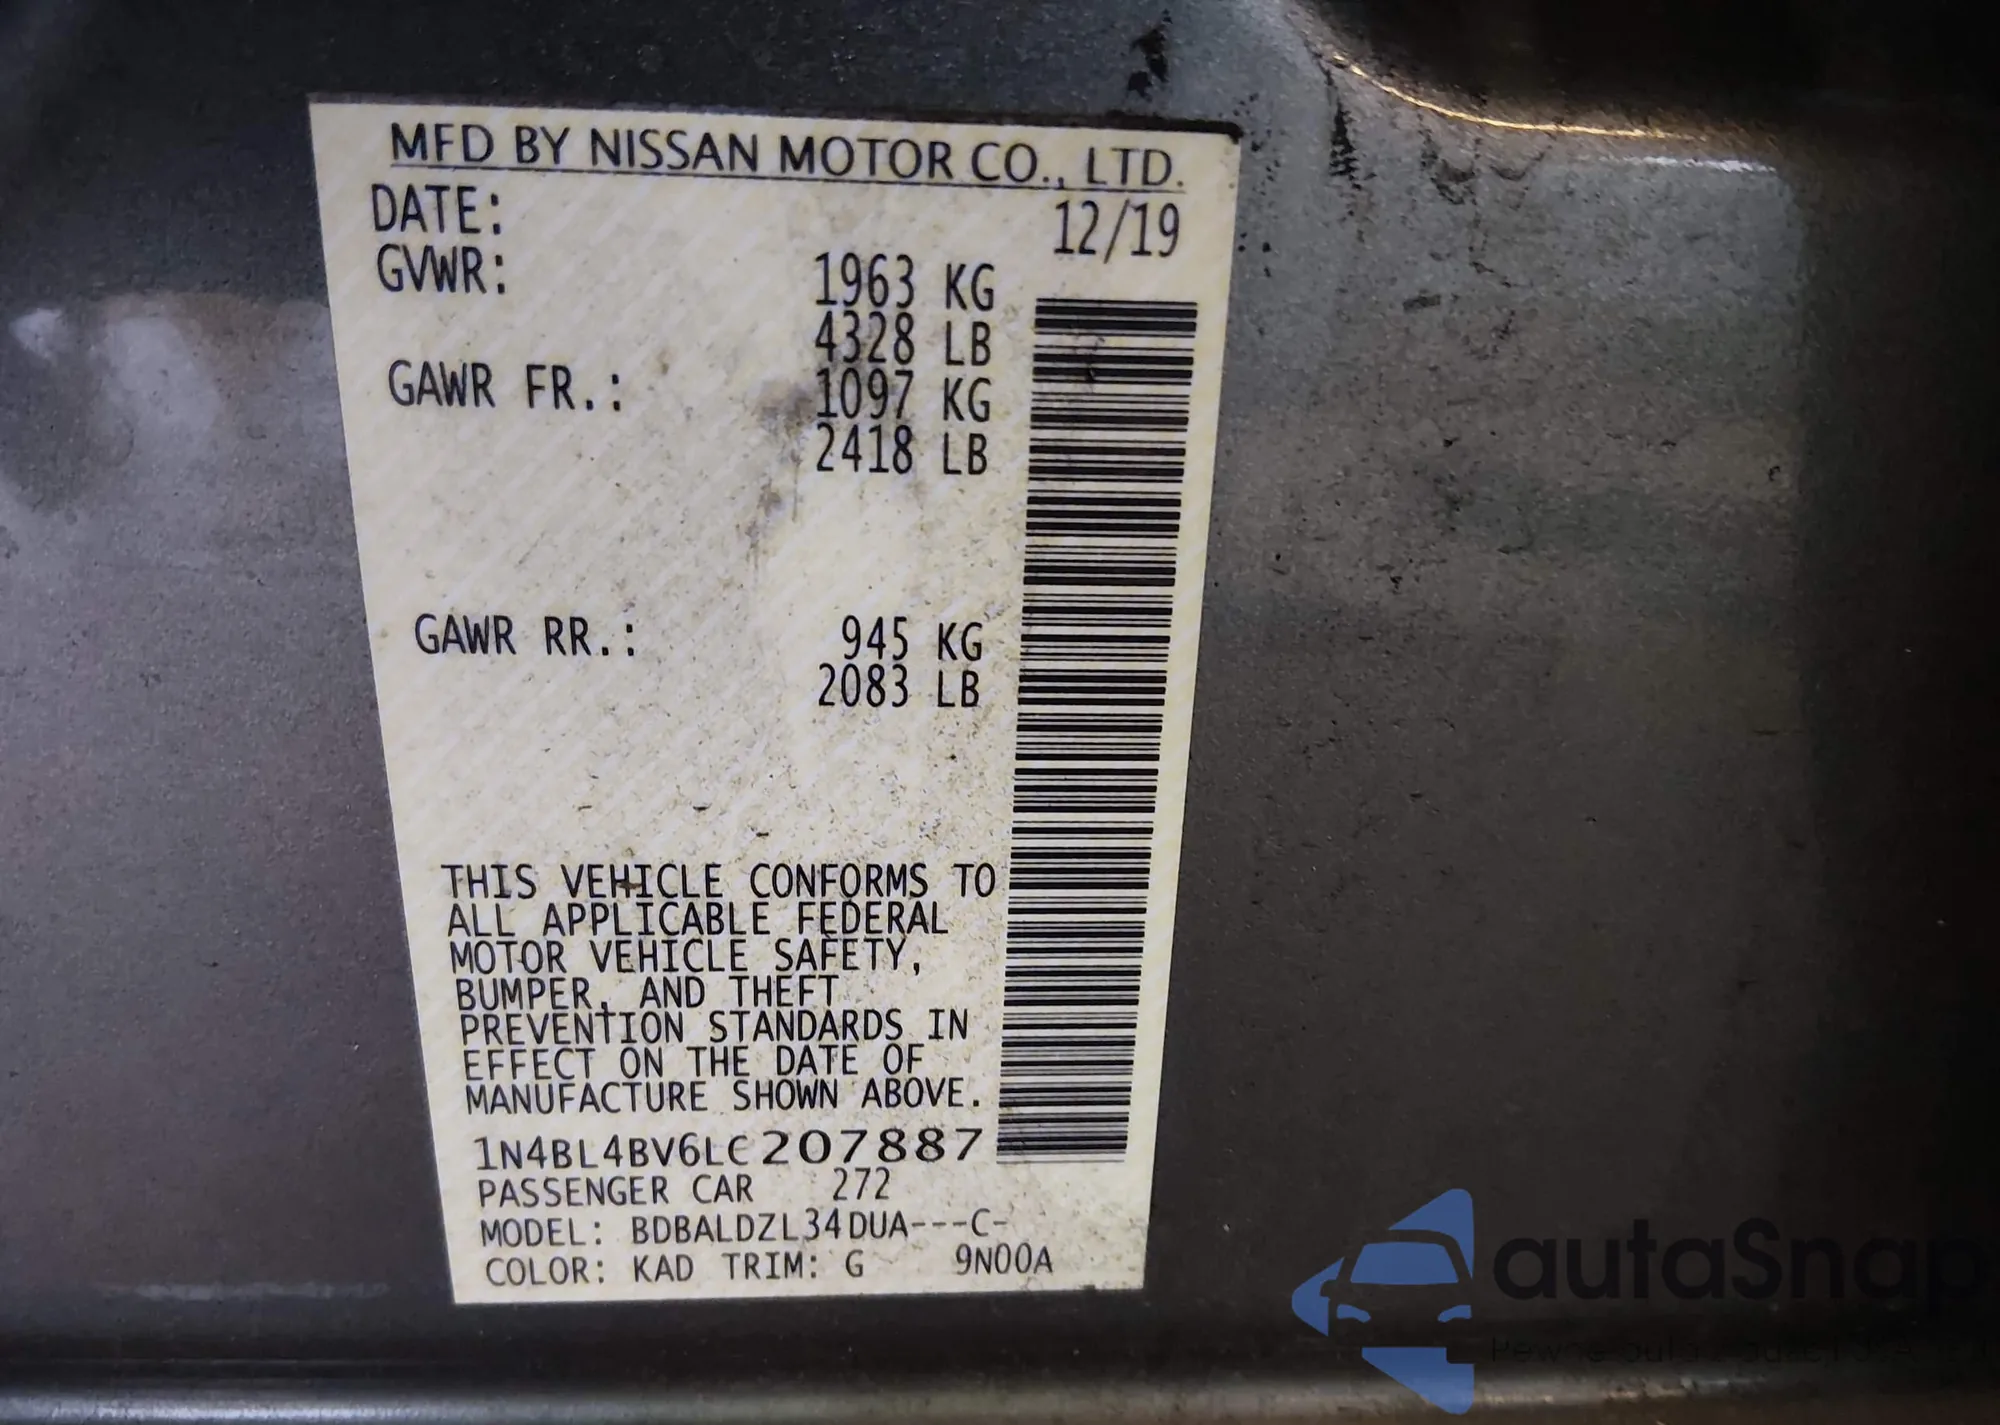 MFD BY NISSAN MOTOR CO., LTD.
DATE: 12/19
GVWR: 1963 KG
4328 LB
GAWR FR.: 1097 KG
2418 LB
GAWR RR.: 945 KG
2083 LB
THIS VEHICLE CONFORMS TO
ALL APPLICABLE FEDERAL
MOTOR VEHICLE SAFETY,
BUMPER, AND THEFT
PREVENTION STANDARDS IN
EFFECT ON THE DATE OF
MANUFACTURE SHOWN ABOVE.
1N4BL4BV6LC207887
PASSENGER CAR 272
MODEL: BDBALDZL34DUA---C-
COLOR: KAD TRIM: G 9N00A
autaSnap